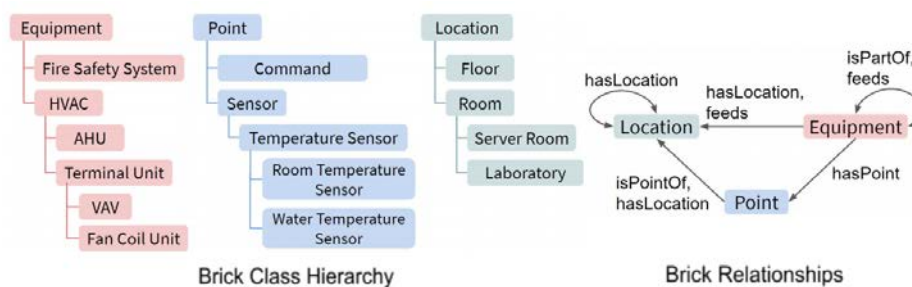 Equipment
Fire Safety System
HVAC
AHU
Terminal Unit
VAV
Fan Coil Unit
Point
Command
Sensor
Temperature Sensor
Room Temperature
Sensor
Water Temperature
Sensor
Location
Floor
Room
Server Room
Laboratory
Brick Class Hierarchy
hasLocation
hasLocation,
feeds
isPartOf,
feeds
Location
Equipment
isPointOf,
hasLocation
hasPoint
Point
Brick Relationships